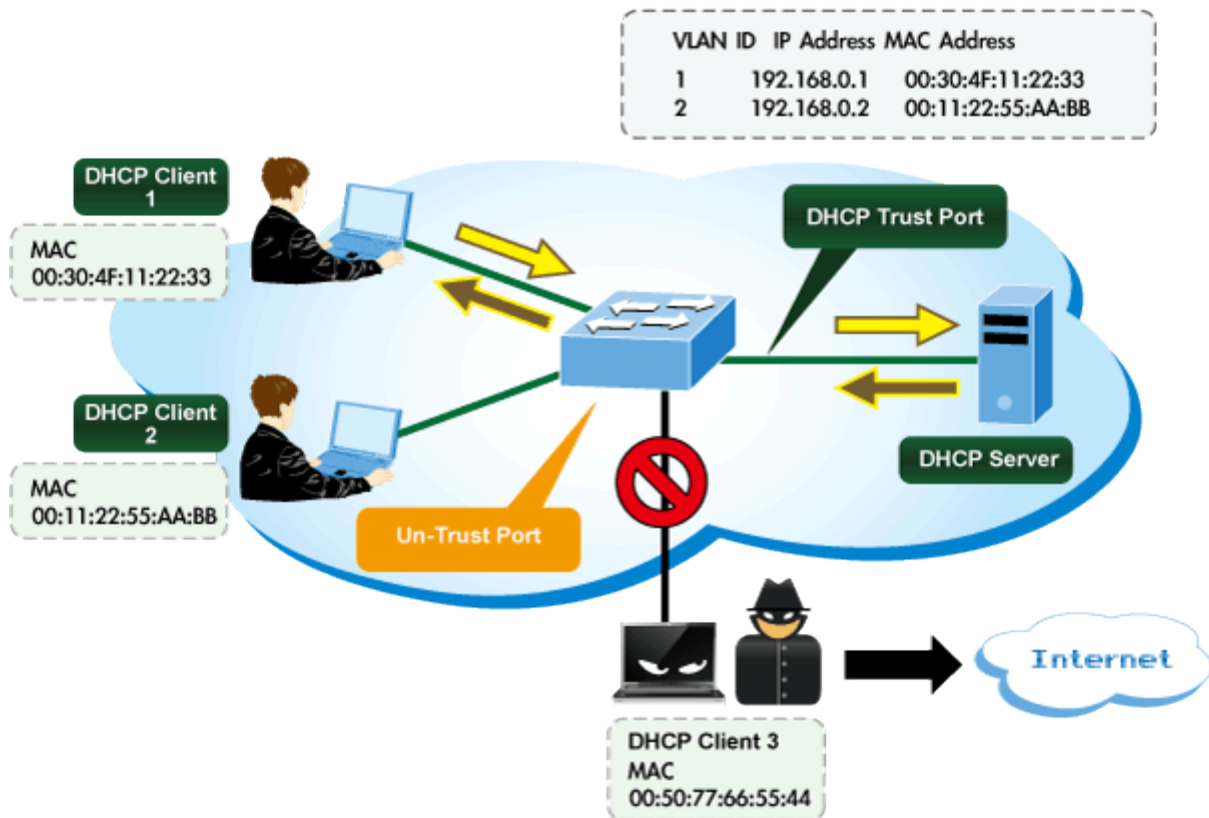 VLAN ID IP Address MAC Address
1 192.168.0.1 00:30:4F:11:22:33
2 192.168.0.2 00:11:22:55:AA:BB
DHCP Client
1
MAC
00:30:4F:11:22:33
DHCP Trust Port
DHCP Client
2
MAC
00:11:22:55:AA:BB
DHCP Server
Un-Trust Port
Internet
DHCP Client 3
MAC
00:50:77:66:55:44